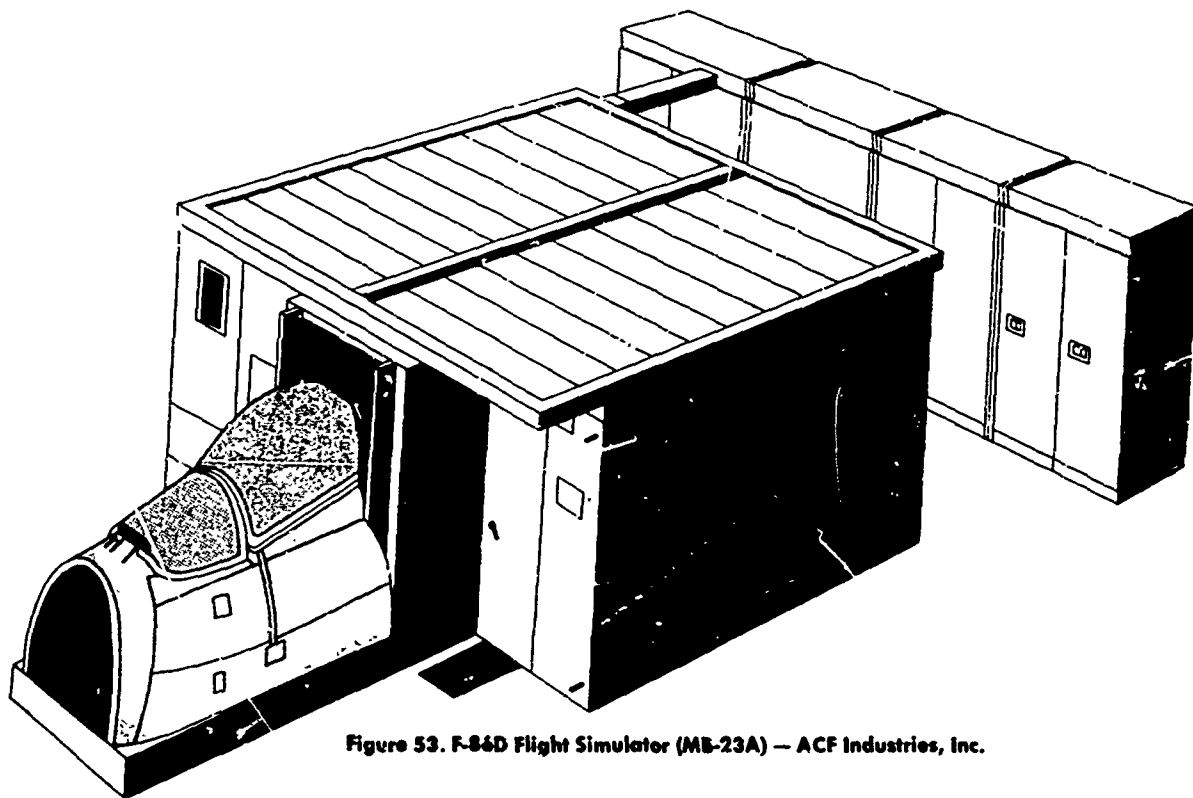 Figure 53. F-86D Flight Simulator (MB-23A) — ACF Industries, Inc.